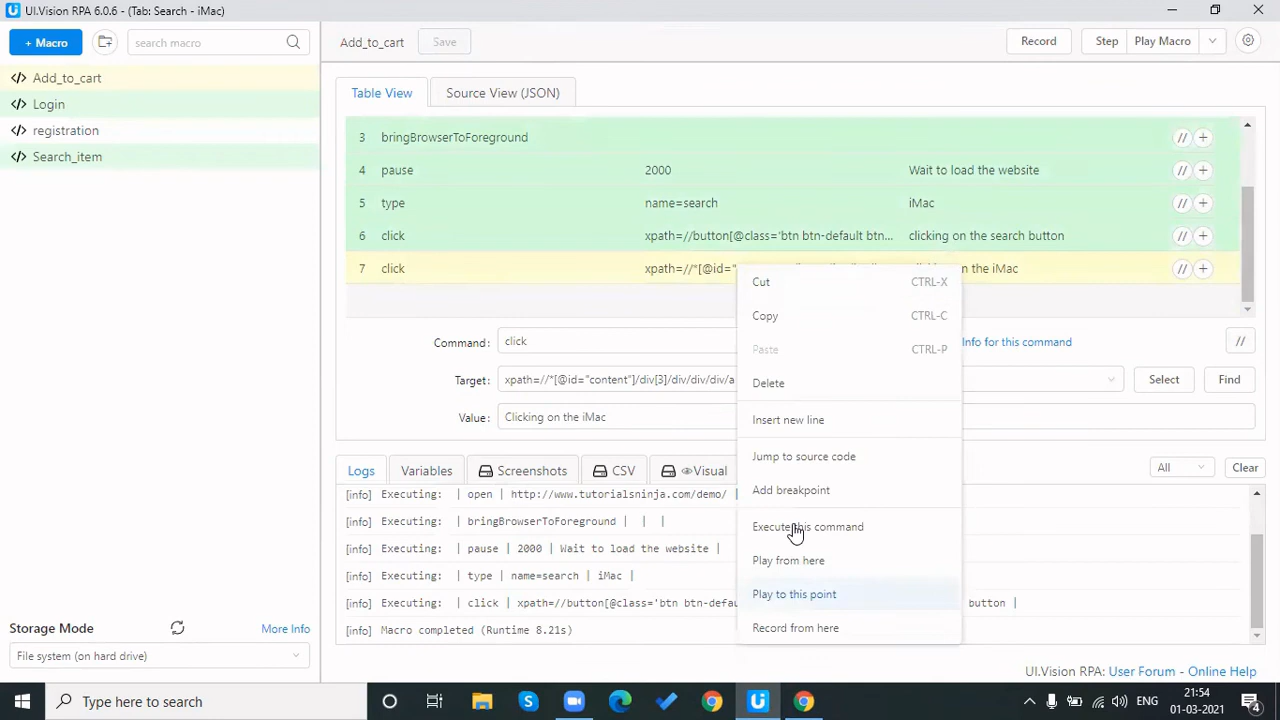 UI.Vision RPA 6.0.6 - (Tab: Search - iMac)
+ Macro
search macro
Add_to_cart
Save
Record
Step
Play Macro
</> Add_to_cart
</> Login
</> registration
</> Search_item
Table View
Source View (JSON)
3 bringBrowserToForeground // +
4 pause 2000 Wait to load the website // +
5 type name=search iMac // +
6 click xpath=//button[@class='btn btn-default btn... clicking on the search button // +
7 click xpath=//*[@id=" n the iMac // +
Cut CTRL-X
Copy CTRL-C
Paste CTRL-P
Delete
Insert new line
Jump to source code
Add breakpoint
Execute this command
Play from here
Play to this point
Record from here
Command: click Info for this command //
Target: xpath=//*[@id="content"]/div[3]/div/div/div/a Select Find
Value: Clicking on the iMac
Logs
Variables
Screenshots
CSV
Visual
All
Clear
[info] Executing: | open | http://www.tutorialsninja.com/demo/ |
[info] Executing: | bringBrowserToForeground | | |
[info] Executing: | pause | 2000 | Wait to load the website |
[info] Executing: | type | name=search | iMac |
[info] Executing: | click | xpath=//button[@class='btn btn-defau button |
[info] Macro completed (Runtime 8.21s)
Storage Mode
More Info
File system (on hard drive)
UI.Vision RPA: User Forum - Online Help
Type here to search
ENG
21:54
01-03-2021
4